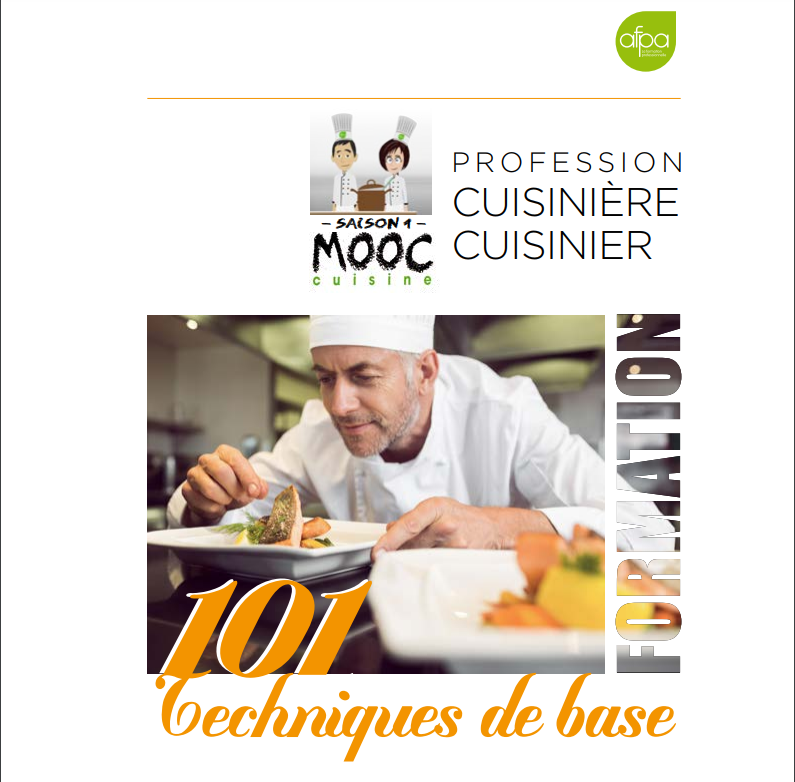 afpa
PROFESSION
CUISINIÈRE
CUISINIER
- SAISON 1 -
MOOC
cuisine
FORMATION
101
Techniques de base